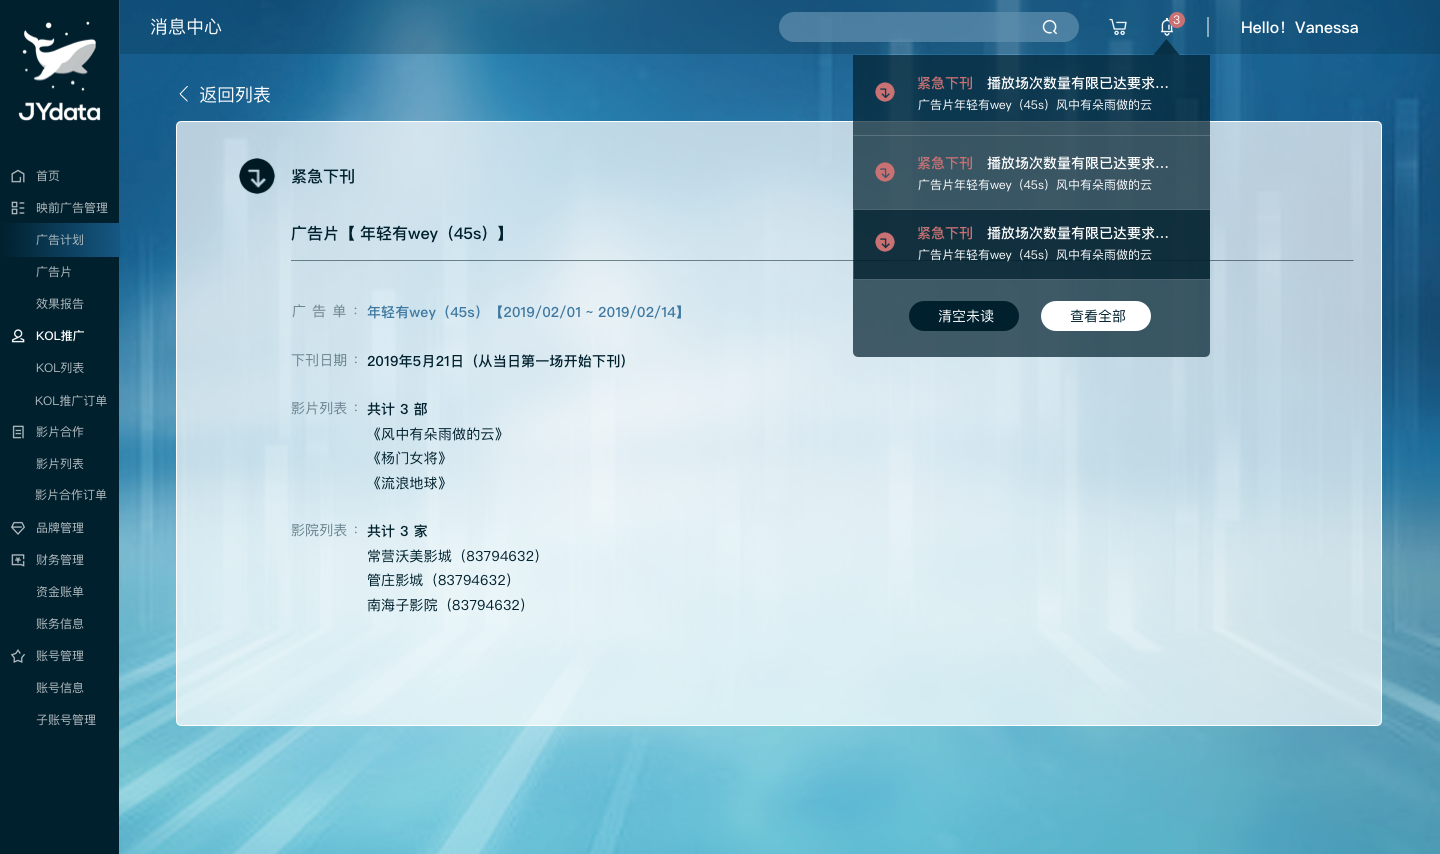 JYdata
首页
映前广告管理
广告计划
广告片
效果报告
KOL推广
KOL列表
KOL推广订单
影片合作
影片列表
影片合作订单
品牌管理
财务管理
资金账单
账务信息
账号管理
账号信息
子账号管理
消息中心
3
Hello！Vanessa
返回列表
紧急下刊
广告片【 年轻有wey（45s）】
广 告 单 ： 年轻有wey（45s）【2019/02/01 ~ 2019/02/14】
下刊日期 ： 2019年5月21日（从当日第一场开始下刊）
影片列表 ： 共计 3 部
《风中有朵雨做的云》
《杨门女将》
《流浪地球》
影院列表 ： 共计 3 家
常营沃美影城（83794632）
管庄影城（83794632）
南海子影院（83794632）
紧急下刊 播放场次数量有限已达要求...
广告片年轻有wey（45s）风中有朵雨做的云
紧急下刊 播放场次数量有限已达要求...
广告片年轻有wey（45s）风中有朵雨做的云
紧急下刊 播放场次数量有限已达要求...
广告片年轻有wey（45s）风中有朵雨做的云
清空未读 查看全部